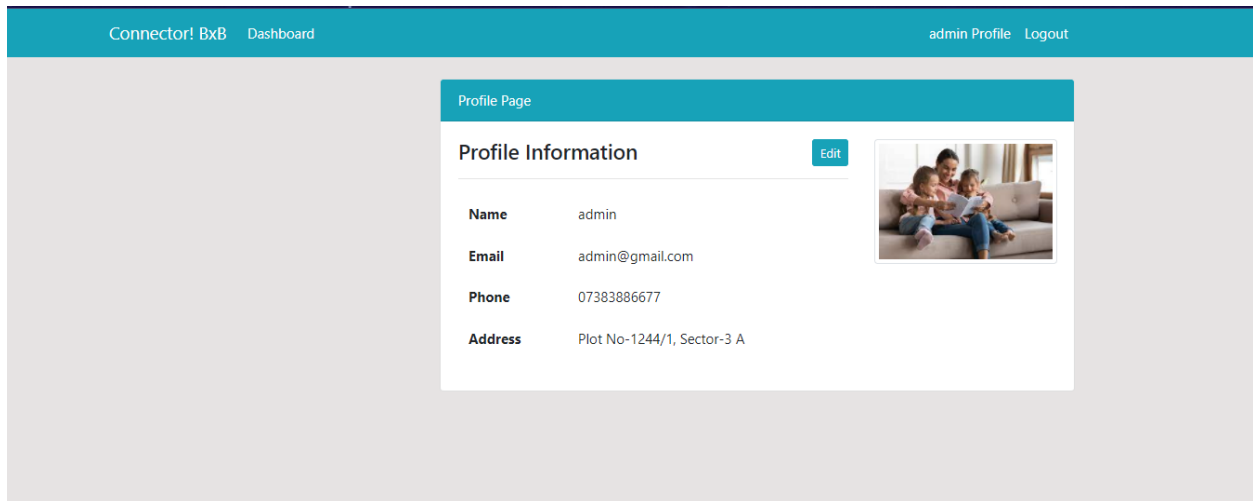 Connector! BxB Dashboard admin Profile Logout
Profile Page
Profile Information Edit
Name admin
Email admin@gmail.com
Phone 07383886677
Address Plot No-1244/1, Sector-3 A